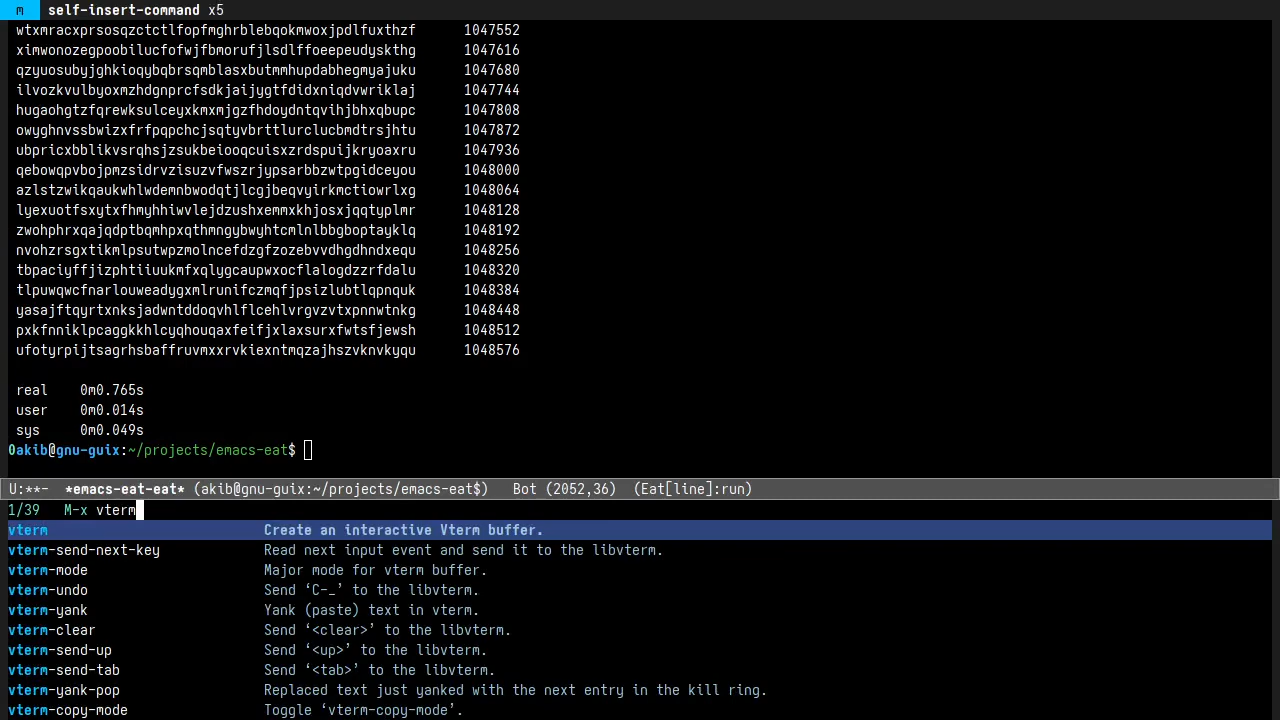 m self-insert-command x5
wtxmracxprsosqzctctlfopfmghrblebqokmwoxjpdlfuxthzf 1047552
ximwonozegpoobilucfofwjfbmorufjlsdlffoeepeudyskthg 1047616
qzyuosubyjghkioqybqbrsqmblasxbutmmhupdabhegmyajuku 1047680
ilvozkvulbyoxmzhdgnprcfsdkjaijygtfdidxniqdvwriklaj 1047744
hugaohgtzfqrewksulceyxkmxmjgzfhdoydntqvihjbhxqbupc 1047808
owyghnvssbwizxfrfpqpchcjsqtyvbrttlurclucbmdtrsjhtu 1047872
ubpricxbblikvsrqhsjzsukbeiooqcuisxzrdspuijkryoaxru 1047936
qebowqpvbojpmzsidrvzisuzvfwszrjypsarbbzwtpgidceyou 1048000
azlstzwikqaukwhlwdemnbwodqtjlcgjbeqvyirkmctiowrlxg 1048064
lyexuotfsxytxfhmyhhiwvlejdzushxemmxkhjosxjqqtyplmr 1048128
zwohphrxqajqdptbqmhpxqthmngybwyhtcmlnlbbgboptayklq 1048192
nvohzrsgxtikmlpsutwpzmolncefdzgfzozebvvdhgdhndxequ 1048256
tbpaciyffjizphtiiuukmfxqlygcaupwxocflalogdzzrfdalu 1048320
tlpuwqwcfnarlouweadygxmlrunifczmqfjpsizlubtlqpnquk 1048384
yasajftqyrtxnksjadwntddoqvhlflcehlvrgvzvtxpnnwtnkg 1048448
pxkfnniklpcaggkkhlcyqhouqaxfeifjxlaxsurxfwtsfjewsh 1048512
ufotyrpijtsagrhsbaffruvmxxrvkiexntmqzajhszvknvkyqu 1048576
real 0m0.765s
user 0m0.014s
sys 0m0.049s
0akib@gnu-guix:~/projects/emacs-eat$
U:**- *emacs-eat-eat* (akib@gnu-guix:~/projects/emacs-eat$) Bot (2052,36) (Eat[line]:run)
1/39 M-x vterm
vterm Create an interactive Vterm buffer.
vterm-send-next-key Read next input event and send it to the libvterm.
vterm-mode Major mode for vterm buffer.
vterm-undo Send ‘C-_’ to the libvterm.
vterm-yank Yank (paste) text in vterm.
vterm-clear Send ‘<clear>’ to the libvterm.
vterm-send-up Send ‘<up>’ to the libvterm.
vterm-send-tab Send ‘<tab>’ to the libvterm.
vterm-yank-pop Replaced text just yanked with the next entry in the kill ring.
vterm-copy-mode Toggle ‘vterm-copy-mode’.